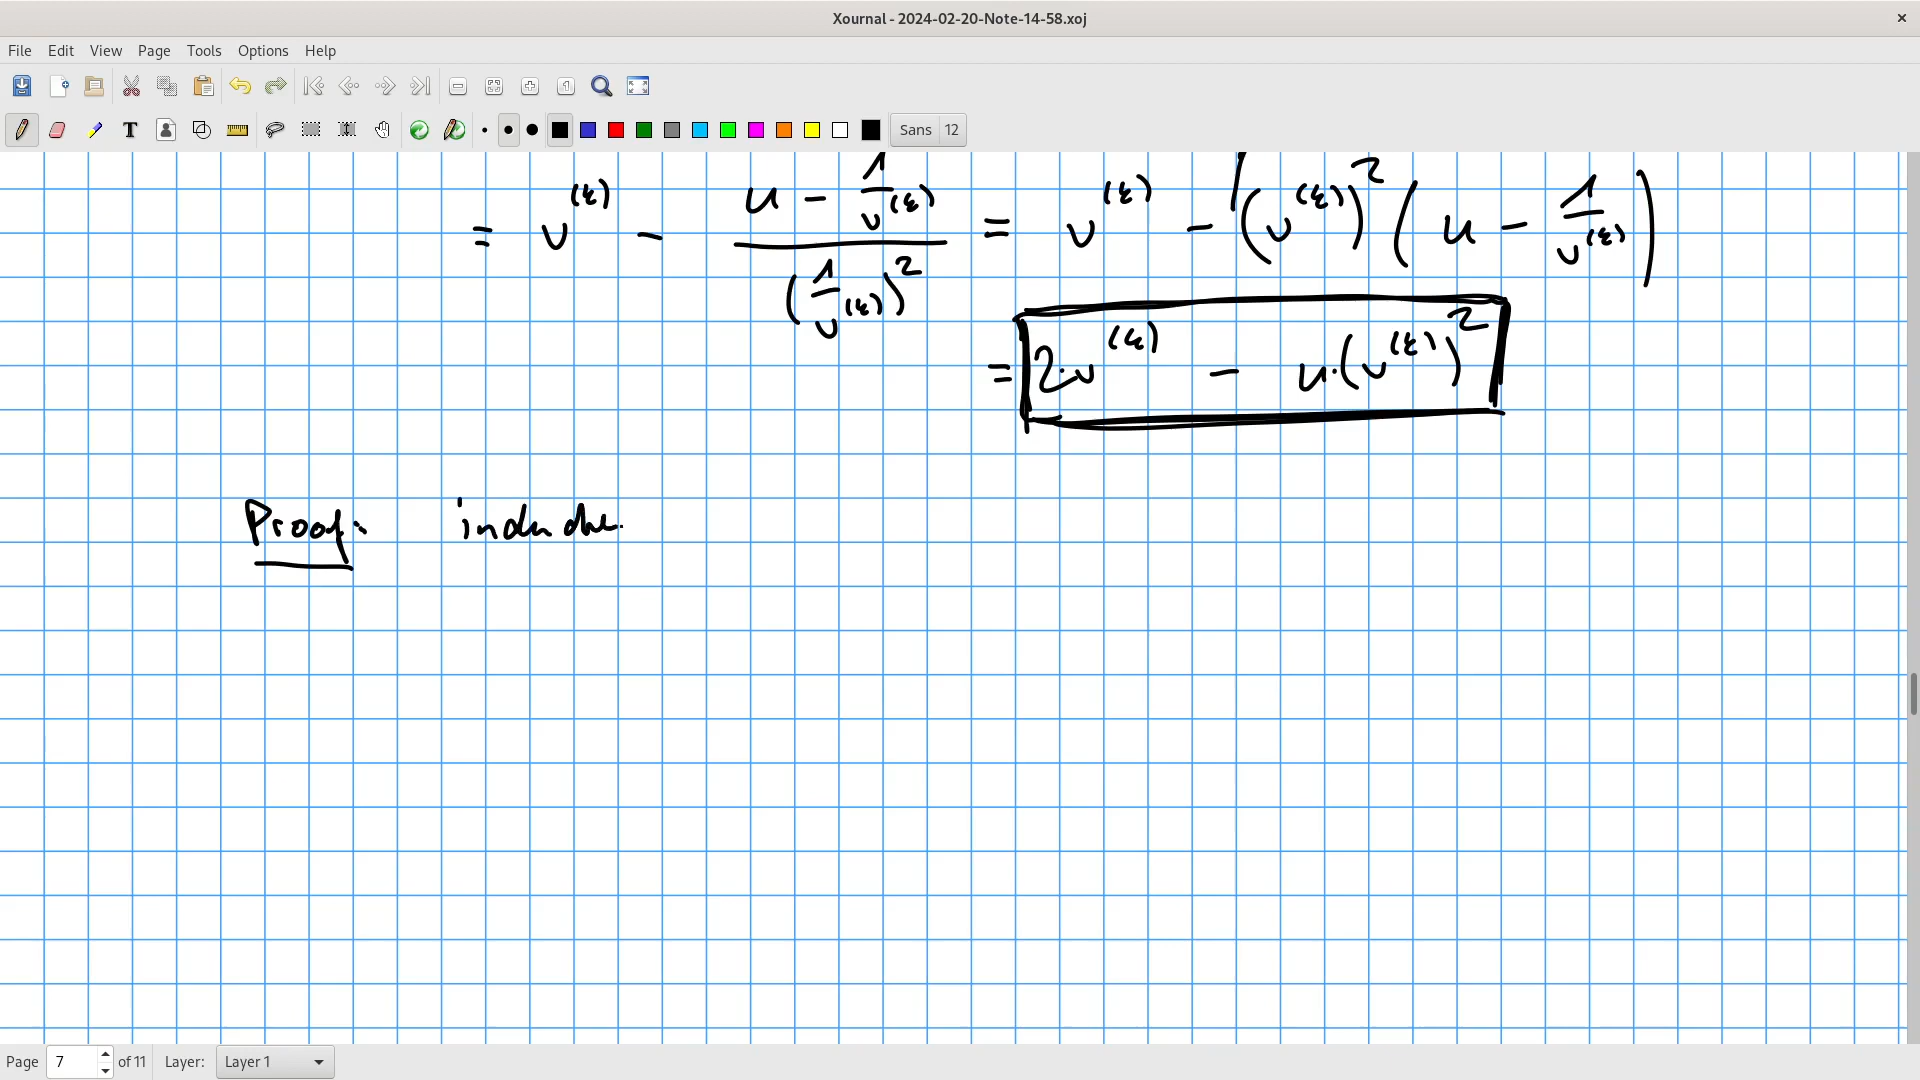 Xournal - 2024-02-20-Note-14-58.xoj
File Edit View Page Tools Options Help
Sans 12
= v^(k) - (u - 1/v^(k)) / (1/v^(k))^2 = v^(k) - (v^(k))^2 (u - 1/v^(k))
= 2·v^(k) - u·(v^(k))^2
Proof:
Page 7 of 11 Layer: Layer 1